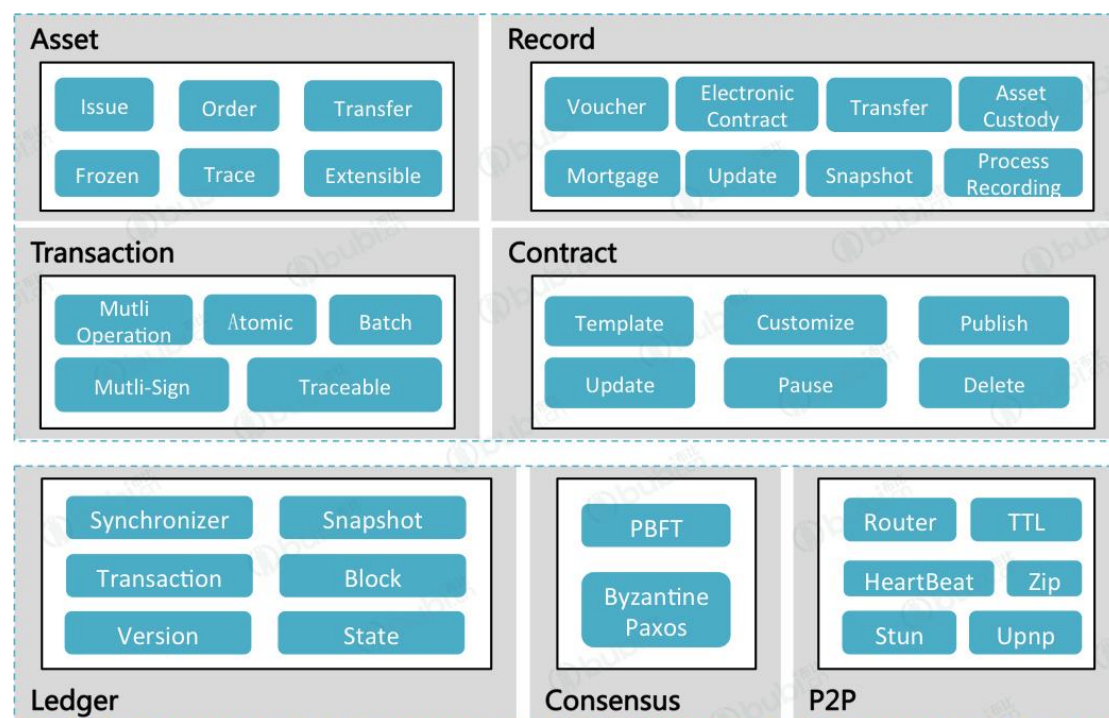 Asset
Issue
Order
Transfer
Frozen
Trace
Extensible
Record
Voucher
Electronic
Contract
Transfer
Asset
Custody
Mortgage
Update
Snapshot
Process
Recording
Transaction
Mutli
Operation
Atomic
Batch
Mutli-Sign
Traceable
Contract
Template
Customize
Publish
Update
Pause
Delete
Synchronizer
Snapshot
Transaction
Block
Version
State
Ledger
PBFT
Byzantine
Paxos
Consensus
Router
TTL
HeartBeat
Zip
Stun
Upnp
P2P